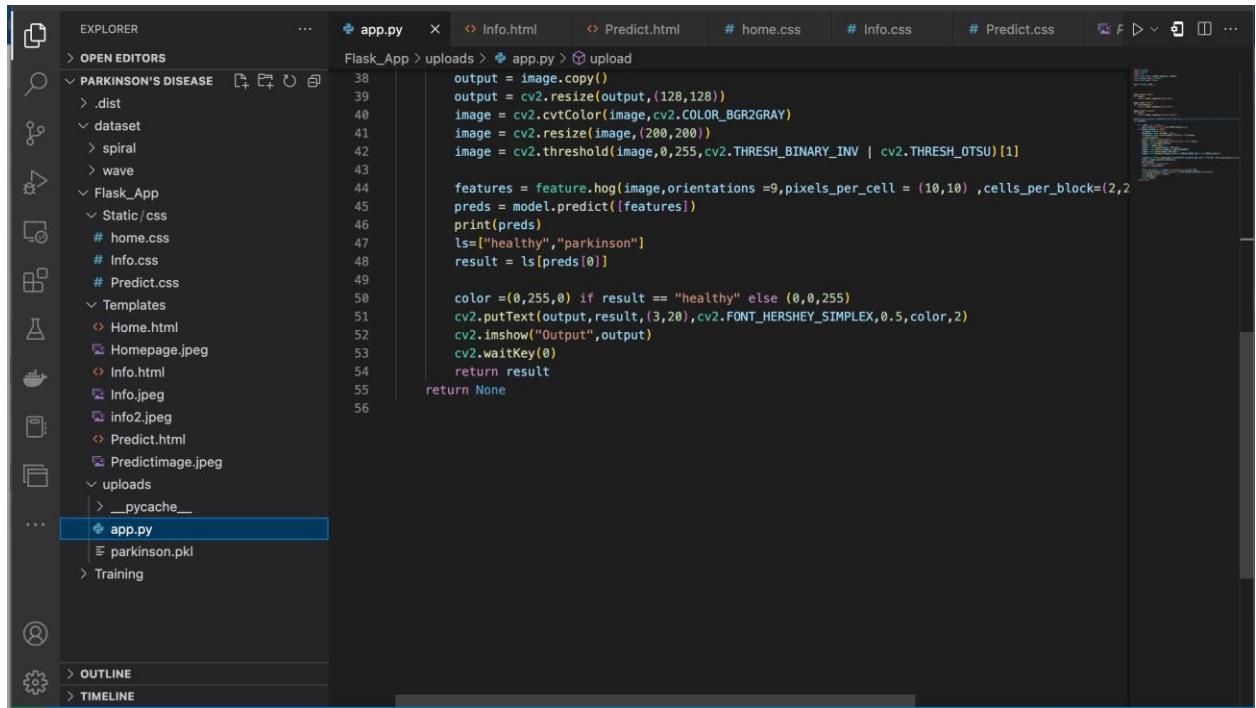 EXPLORER
app.py
Info.html
Predict.html
home.css
Info.css
Predict.css
OPEN EDITORS
Flask_App > uploads > app.py > upload
PARKINSON'S DISEASE
.dist
dataset
spiral
wave
Flask_App
Static/css
home.css
Info.css
Predict.css
Templates
Home.html
Homepage.jpeg
Info.html
Info.jpeg
info2.jpeg
Predict.html
Predictimage.jpeg
uploads
__pycache__
app.py
parkinson.pkl
Training
OUTLINE
TIMELINE
38 output = image.copy()
39 output = cv2.resize(output,(128,128))
40 image = cv2.cvtColor(image,cv2.COLOR_BGR2GRAY)
41 image = cv2.resize(image,(200,200))
42 image = cv2.threshold(image,0,255,cv2.THRESH_BINARY_INV | cv2.THRESH_OTSU)[1]
43
44 features = feature.hog(image,orientations =9,pixels_per_cell = (10,10) ,cells_per_block=(2,2
45 preds = model.predict([features])
46 print(preds)
47 ls=["healthy","parkinson"]
48 result = ls[preds[0]]
49
50 color =(0,255,0) if result == "healthy" else (0,0,255)
51 cv2.putText(output,result,(3,20),cv2.FONT_HERSHEY_SIMPLEX,0.5,color,2)
52 cv2.imshow("Output",output)
53 cv2.waitKey(0)
54 return result
55 return None
56